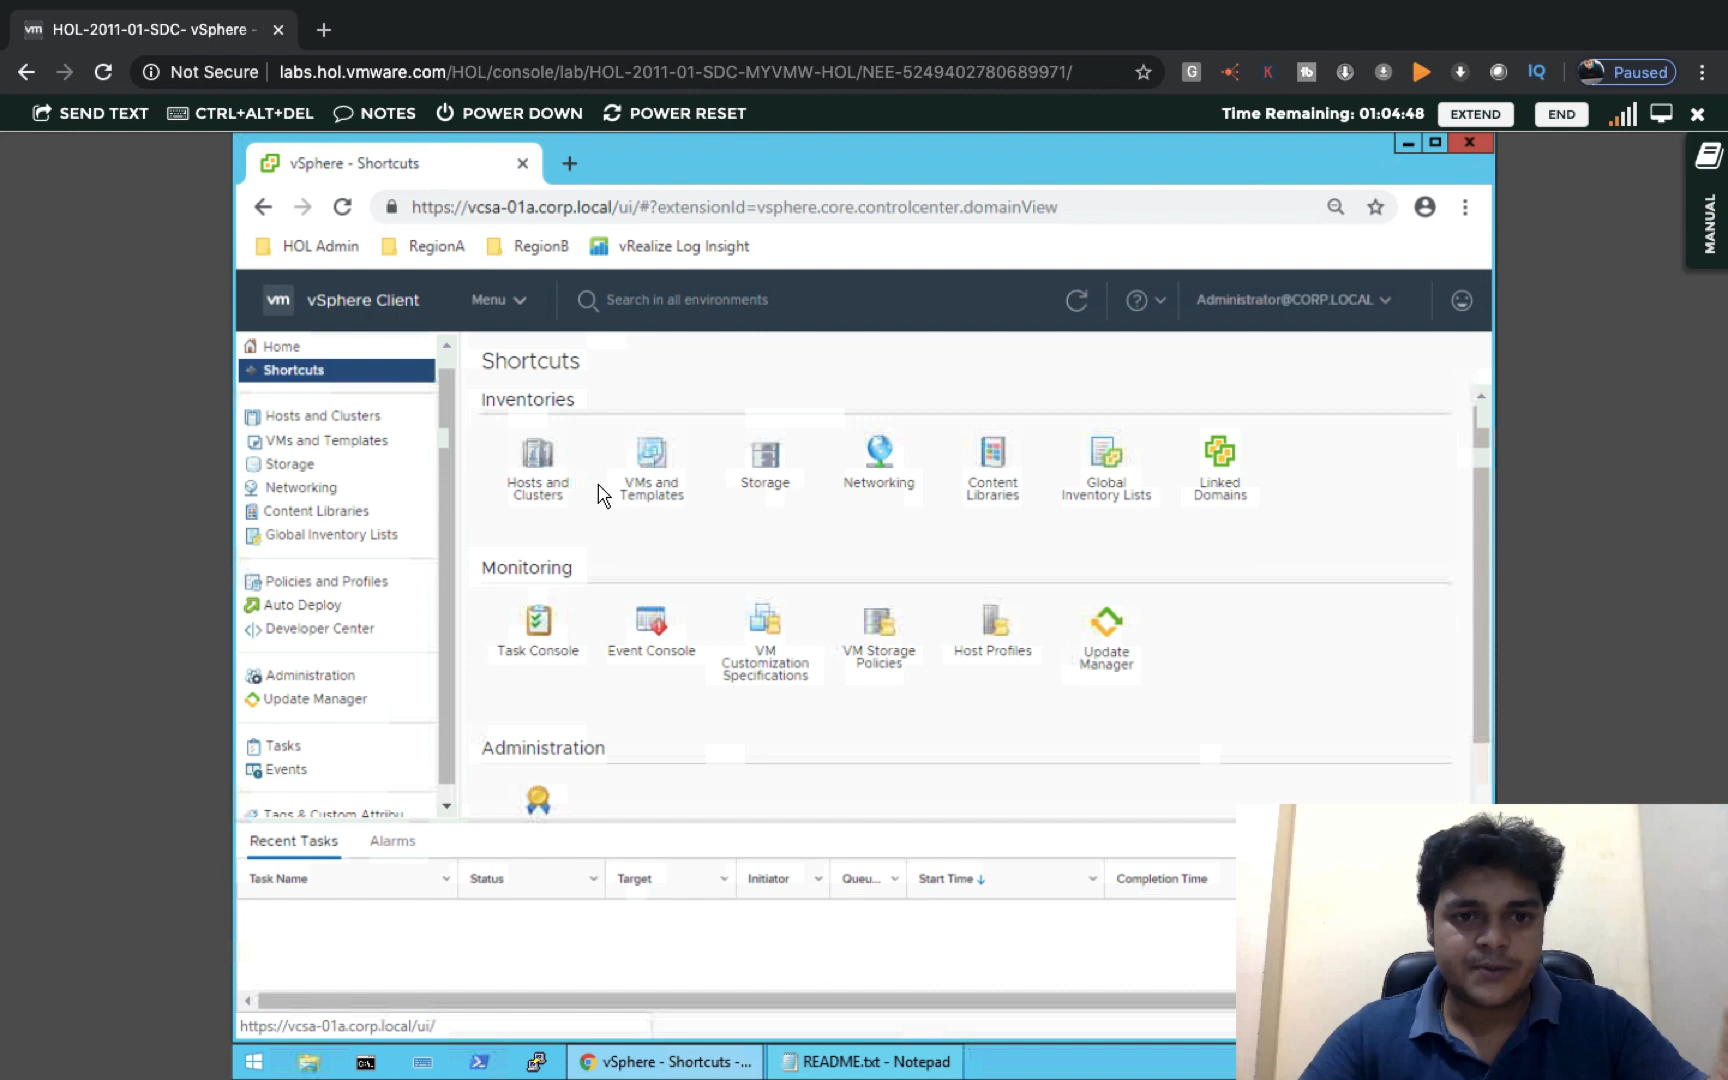 vm HOL-2011-01-SDC- vSphere -
Not Secure labs.hol.vmware.com/HOL/console/lab/HOL-2011-01-SDC-MYVMW-HOL/NEE-5249402780689971/ G K tb IQ Paused
SEND TEXT CTRL+ALT+DEL NOTES POWER DOWN POWER RESET Time Remaining: 01:04:48 EXTEND END
MANUAL
vSphere - Shortcuts
https://vcsa-01a.corp.local/ui/#?extensionId=vsphere.core.controlcenter.domainView
HOL Admin RegionA RegionB vRealize Log Insight
vm vSphere Client Menu Search in all environments Administrator@CORP.LOCAL
Home
Shortcuts
Hosts and Clusters
VMs and Templates
Storage
Networking
Content Libraries
Global Inventory Lists
Policies and Profiles
Auto Deploy
Developer Center
Administration
Update Manager
Tasks
Events
Tags & Custom Attribu
Shortcuts
Inventories
Hosts and
Clusters
VMs and
Templates
Storage
Networking
Content
Libraries
Global
Inventory Lists
Linked
Domains
Monitoring
Task Console
Event Console
VM
Customization
Specifications
VM Storage
Policies
Host Profiles
Update
Manager
Administration
Recent Tasks Alarms
Task Name Status Target Initiator Queu... Start Time Completion Time
https://vcsa-01a.corp.local/ui/
vSphere - Shortcuts -... README.txt - Notepad